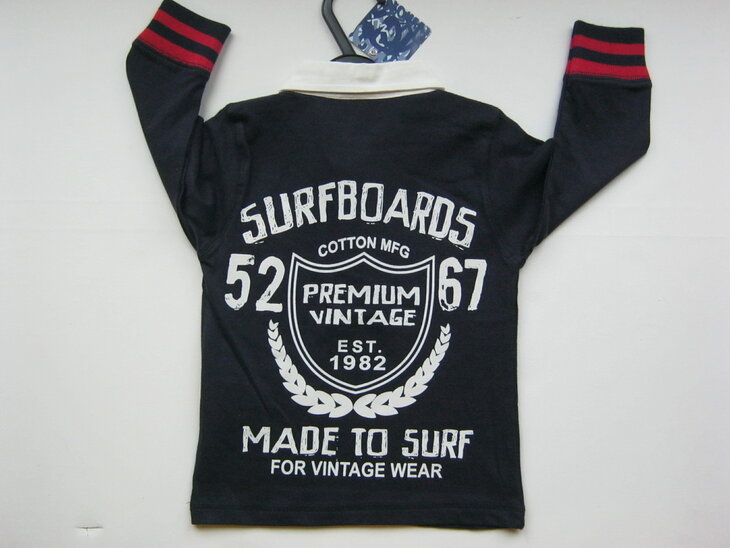 SURFBOARDS
COTTON MFG
52 67
PREMIUM
VINTAGE
EST.
1982
MADE TO SURF
FOR VINTAGE WEAR